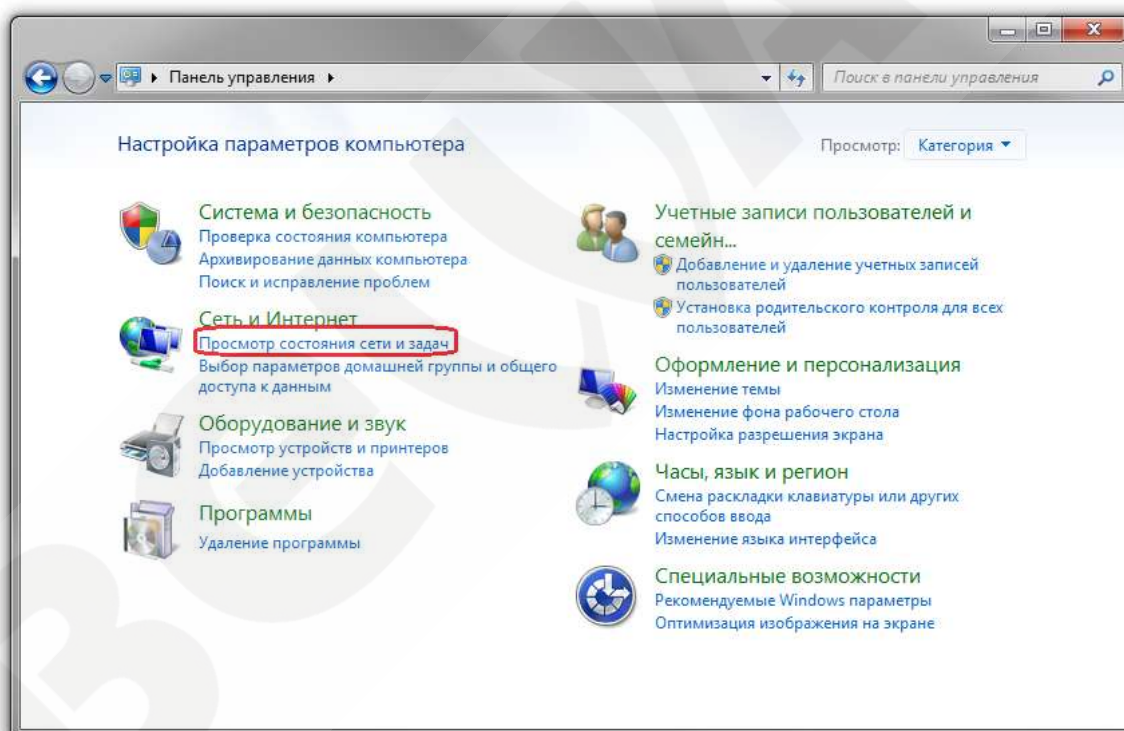 Панель управления
Поиск в панели управления
Настройка параметров компьютера
Просмотр: Категория
Система и безопасность
Проверка состояния компьютера
Архивирование данных компьютера
Поиск и исправление проблем
Сеть и Интернет
Просмотр состояния сети и задач
Выбор параметров домашней группы и общего
доступа к данным
Оборудование и звук
Просмотр устройств и принтеров
Добавление устройства
Программы
Удаление программы
Учетные записи пользователей и
семейн...
Добавление и удаление учетных записей
пользователей
Установка родительского контроля для всех
пользователей
Оформление и персонализация
Изменение темы
Изменение фона рабочего стола
Настройка разрешения экрана
Часы, язык и регион
Смена раскладки клавиатуры или других
способов ввода
Изменение языка интерфейса
Специальные возможности
Рекомендуемые Windows параметры
Оптимизация изображения на экране